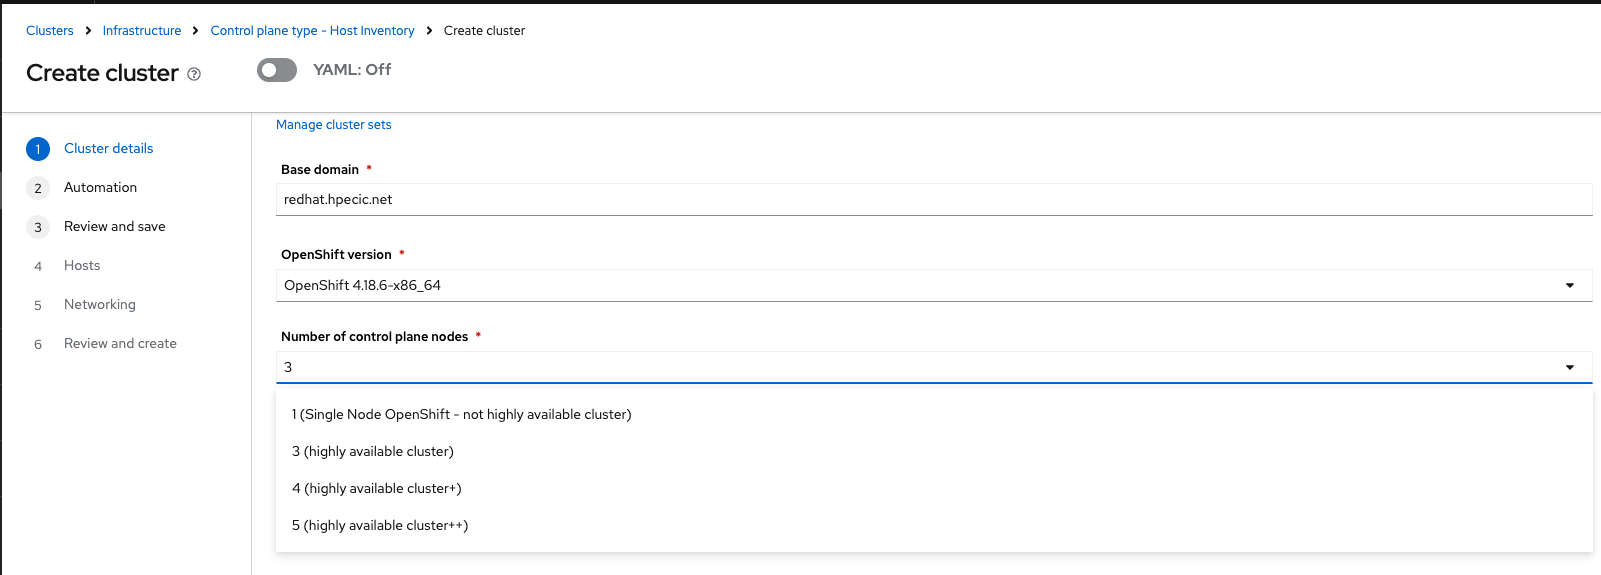 Clusters > Infrastructure > Control plane type - Host Inventory > Create cluster
Create cluster ? YAML: Off
1 Cluster details
2 Automation
3 Review and save
4 Hosts
5 Networking
6 Review and create
Manage cluster sets
Base domain *
redhat.hpecic.net
OpenShift version *
OpenShift 4.18.6-x86_64
Number of control plane nodes *
3
1 (Single Node OpenShift - not highly available cluster)
3 (highly available cluster)
4 (highly available cluster+)
5 (highly available cluster++)